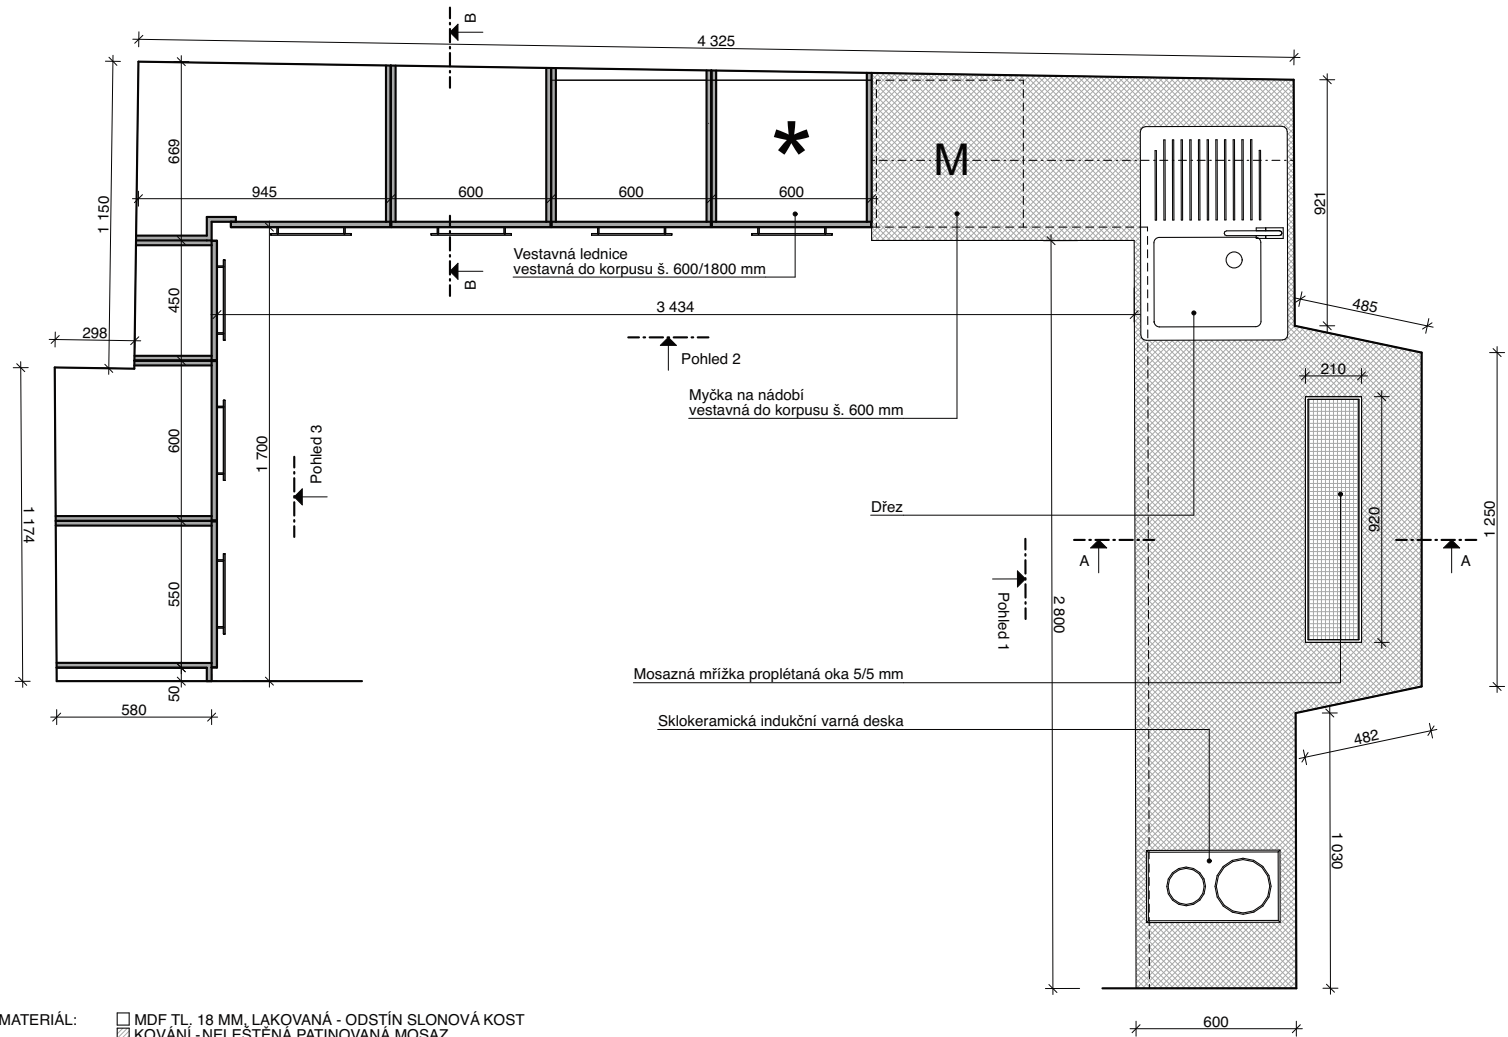 B
4 325
669
1 150
945
600
600
600
*
M
921
Vestavná lednice
vestavná do korpusu š. 600/1800 mm
B
450
298
3 434
485
Pohled 2
210
Myčka na nádobí
vestavná do korpusu š. 600 mm
600
1 700
Pohled 3
1 174
Dřez
920
1 250
A
A
550
Pohled 1
2 800
50
580
Mosazná mřížka proplétaná oka 5/5 mm
Sklokeramická indukční varná deska
482
1 030
600
MATERIÁL:
MDF TL. 18 MM, LAKOVANÁ - ODSTÍN SLONOVÁ KOST
KOVÁNÍ - NELEŠTĚNÁ PATINOVANÁ MOSAZ